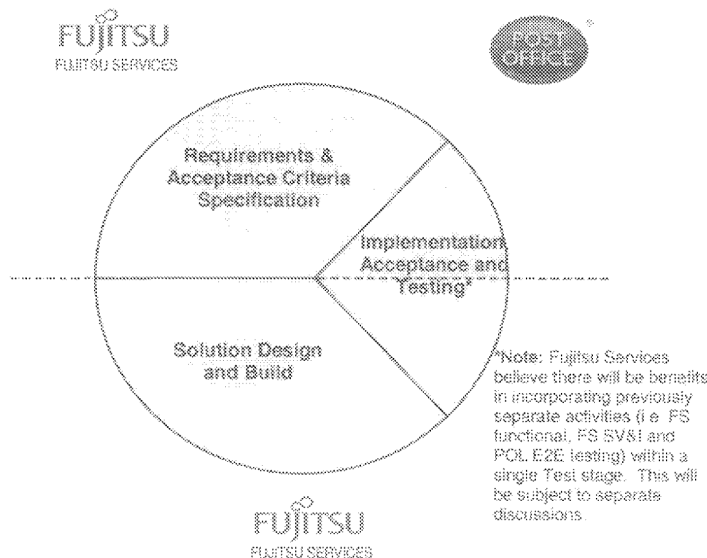 FUJITSU
FUJITSU SERVICES
POST
OFFICE
Requirements &
Acceptance Criteria
Specification
Implementation
Acceptance and
Testing*
Solution Design
and Build
*Note: Fujitsu Services
believe there will be benefits
in incorporating previously
separate activities (i e FS
functional, FS SV&I and
POL E2E testing) within a
single Test stage. This will
be subject to separate
discussions
FUJITSU
FUJITSU SERVICES